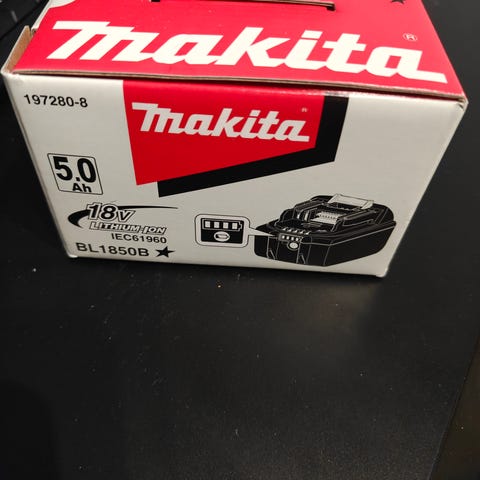 makita®
197280-8
makita®
5.0
Ah
18V
LITHIUM-ION
IEC61960
BL1850B★